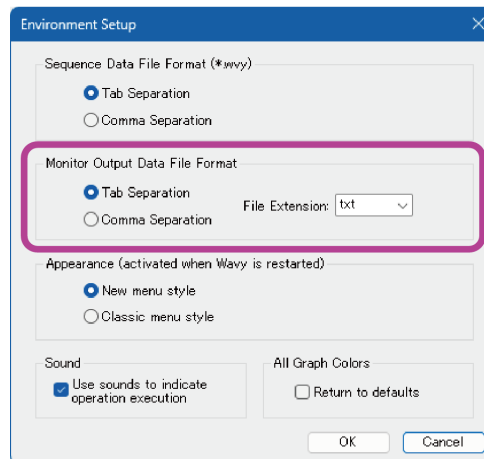 Environment Setup
Sequence Data File Format (*.wvy)
Tab Separation
Comma Separation
Monitor Output Data File Format
Tab Separation
File Extension: txt
Comma Separation
Appearance (activated when Wavy is restarted)
New menu style
Classic menu style
Sound
All Graph Colors
Use sounds to indicate
operation execution
Return to defaults
OK
Cancel